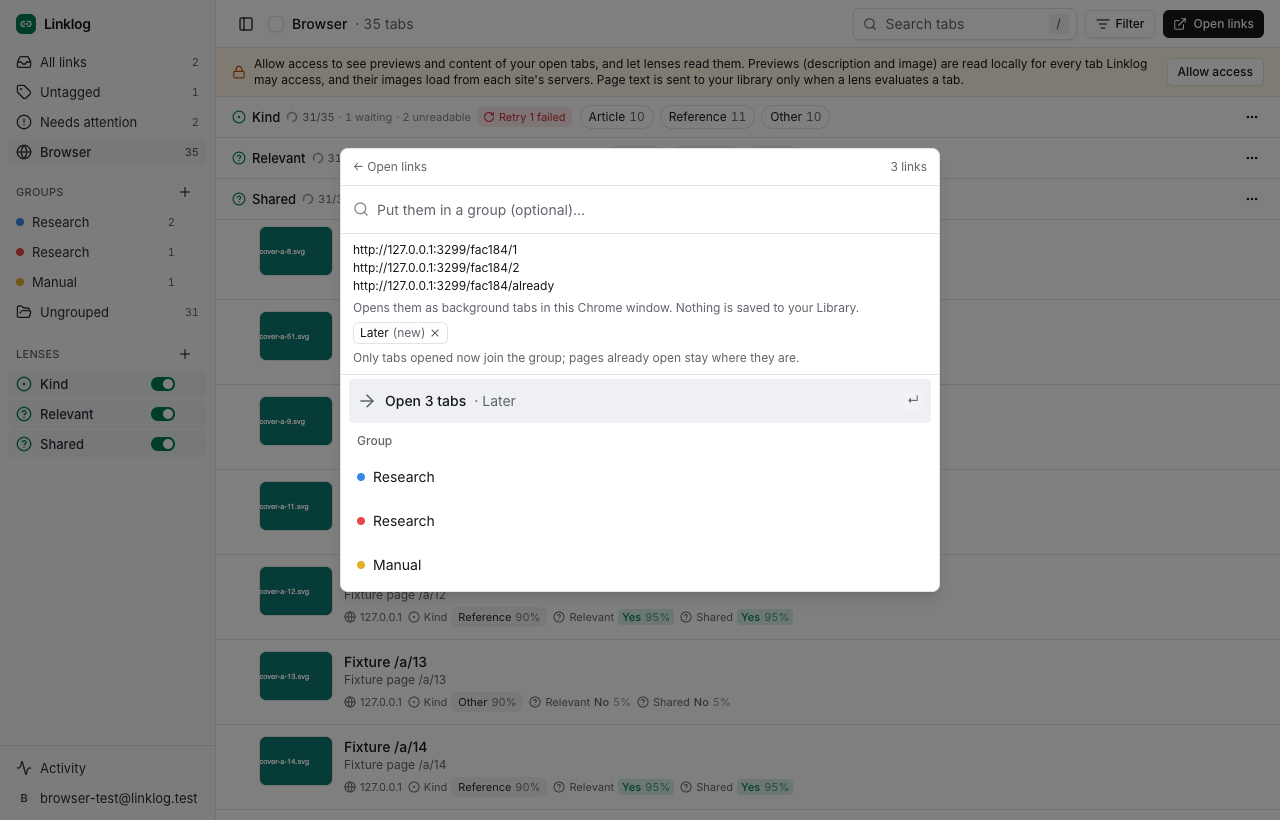 Linklog
All links 2
Untagged 1
Needs attention 2
Browser 35
GROUPS
Research 2
Research 1
Manual 1
Ungrouped 31
LENSES
Kind
Relevant
Shared
Activity
B browser-test@linklog.test
Browser · 35 tabs
Search tabs /
Filter
Open links
Allow access to see previews and content of your open tabs, and let lenses read them. Previews (description and image) are read locally for every tab Linklog
may access, and their images load from each site's servers. Page text is sent to your library only when a lens evaluates a tab.
Allow access
Kind 31/35 · 1 waiting · 2 unreadable Retry 1 failed Article 10 Reference 11 Other 10
Relevant 31
Shared 31/3
← Open links 3 links
Put them in a group (optional)...
http://127.0.0.1:3299/fac184/1
http://127.0.0.1:3299/fac184/2
http://127.0.0.1:3299/fac184/already
Opens them as background tabs in this Chrome window. Nothing is saved to your Library.
Later (new) ×
Only tabs opened now join the group; pages already open stay where they are.
Open 3 tabs · Later
Group
Research
Research
Manual
cover-a-8.svg
cover-a-51.svg
cover-a-9.svg
cover-a-11.svg
cover-a-12.svg
Fixture page /a/12
127.0.0.1 Kind Reference 90% Relevant Yes 95% Shared Yes 95%
cover-a-13.svg
Fixture /a/13
Fixture page /a/13
127.0.0.1 Kind Other 90% Relevant No 5% Shared No 5%
cover-a-14.svg
Fixture /a/14
Fixture page /a/14
127.0.0.1 Kind Reference 90% Relevant Yes 95% Shared Yes 95%